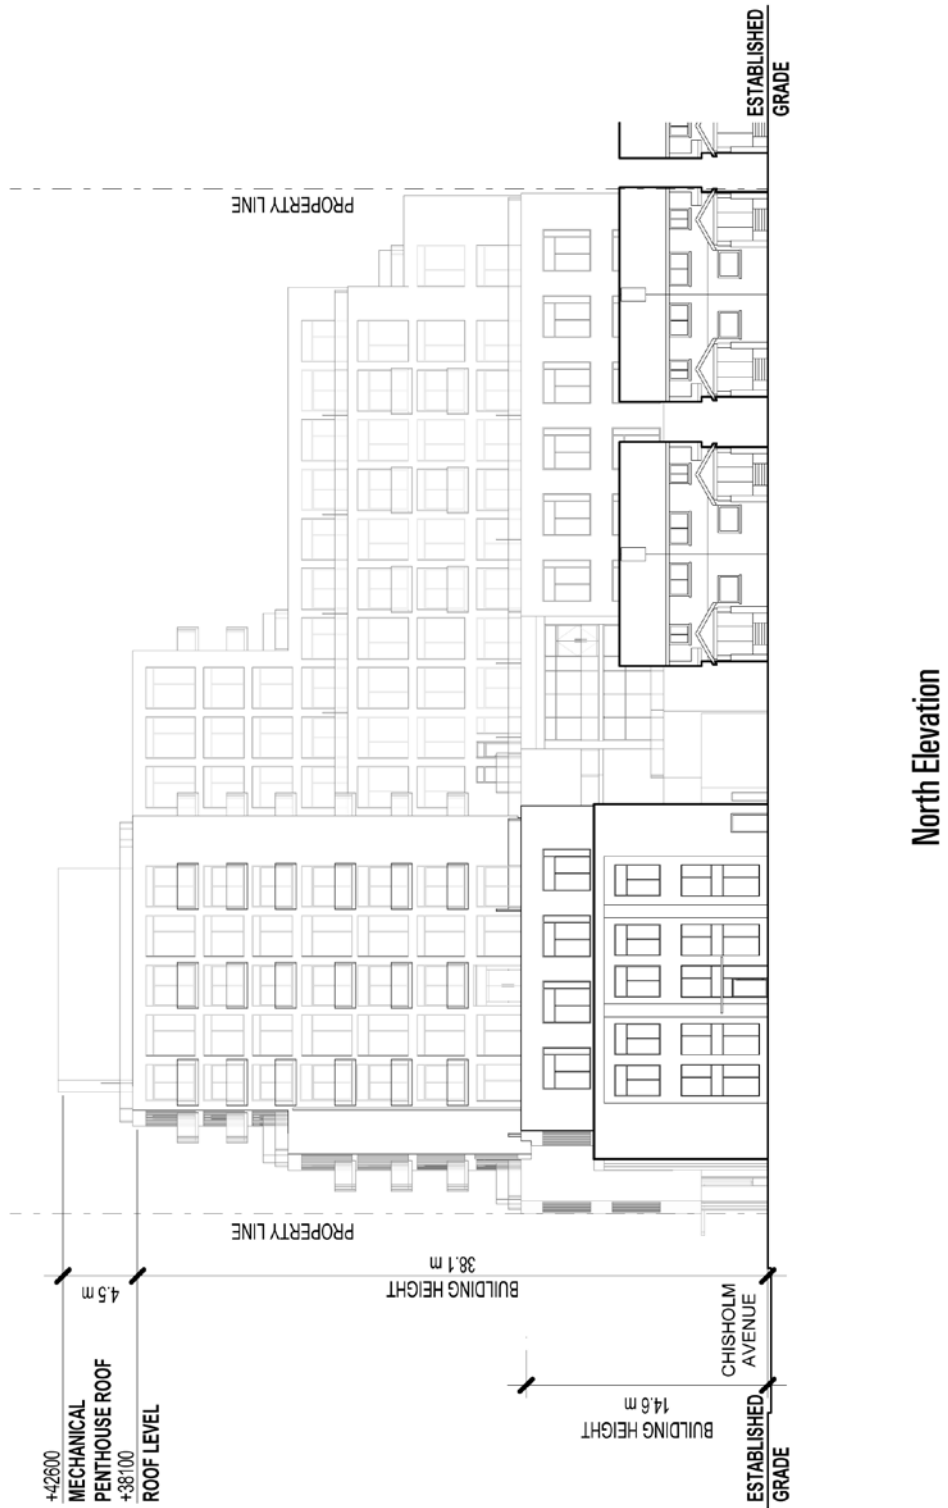 +42600
MECHANICAL
PENTHOUSE ROOF
+38100
ROOF LEVEL
4.5 m
38.1 m
BUILDING HEIGHT
14.6 m
BUILDING HEIGHT
PROPERTY LINE
PROPERTY LINE
CHISHOLM
AVENUE
ESTABLISHED
GRADE
ESTABLISHED
GRADE
North Elevation